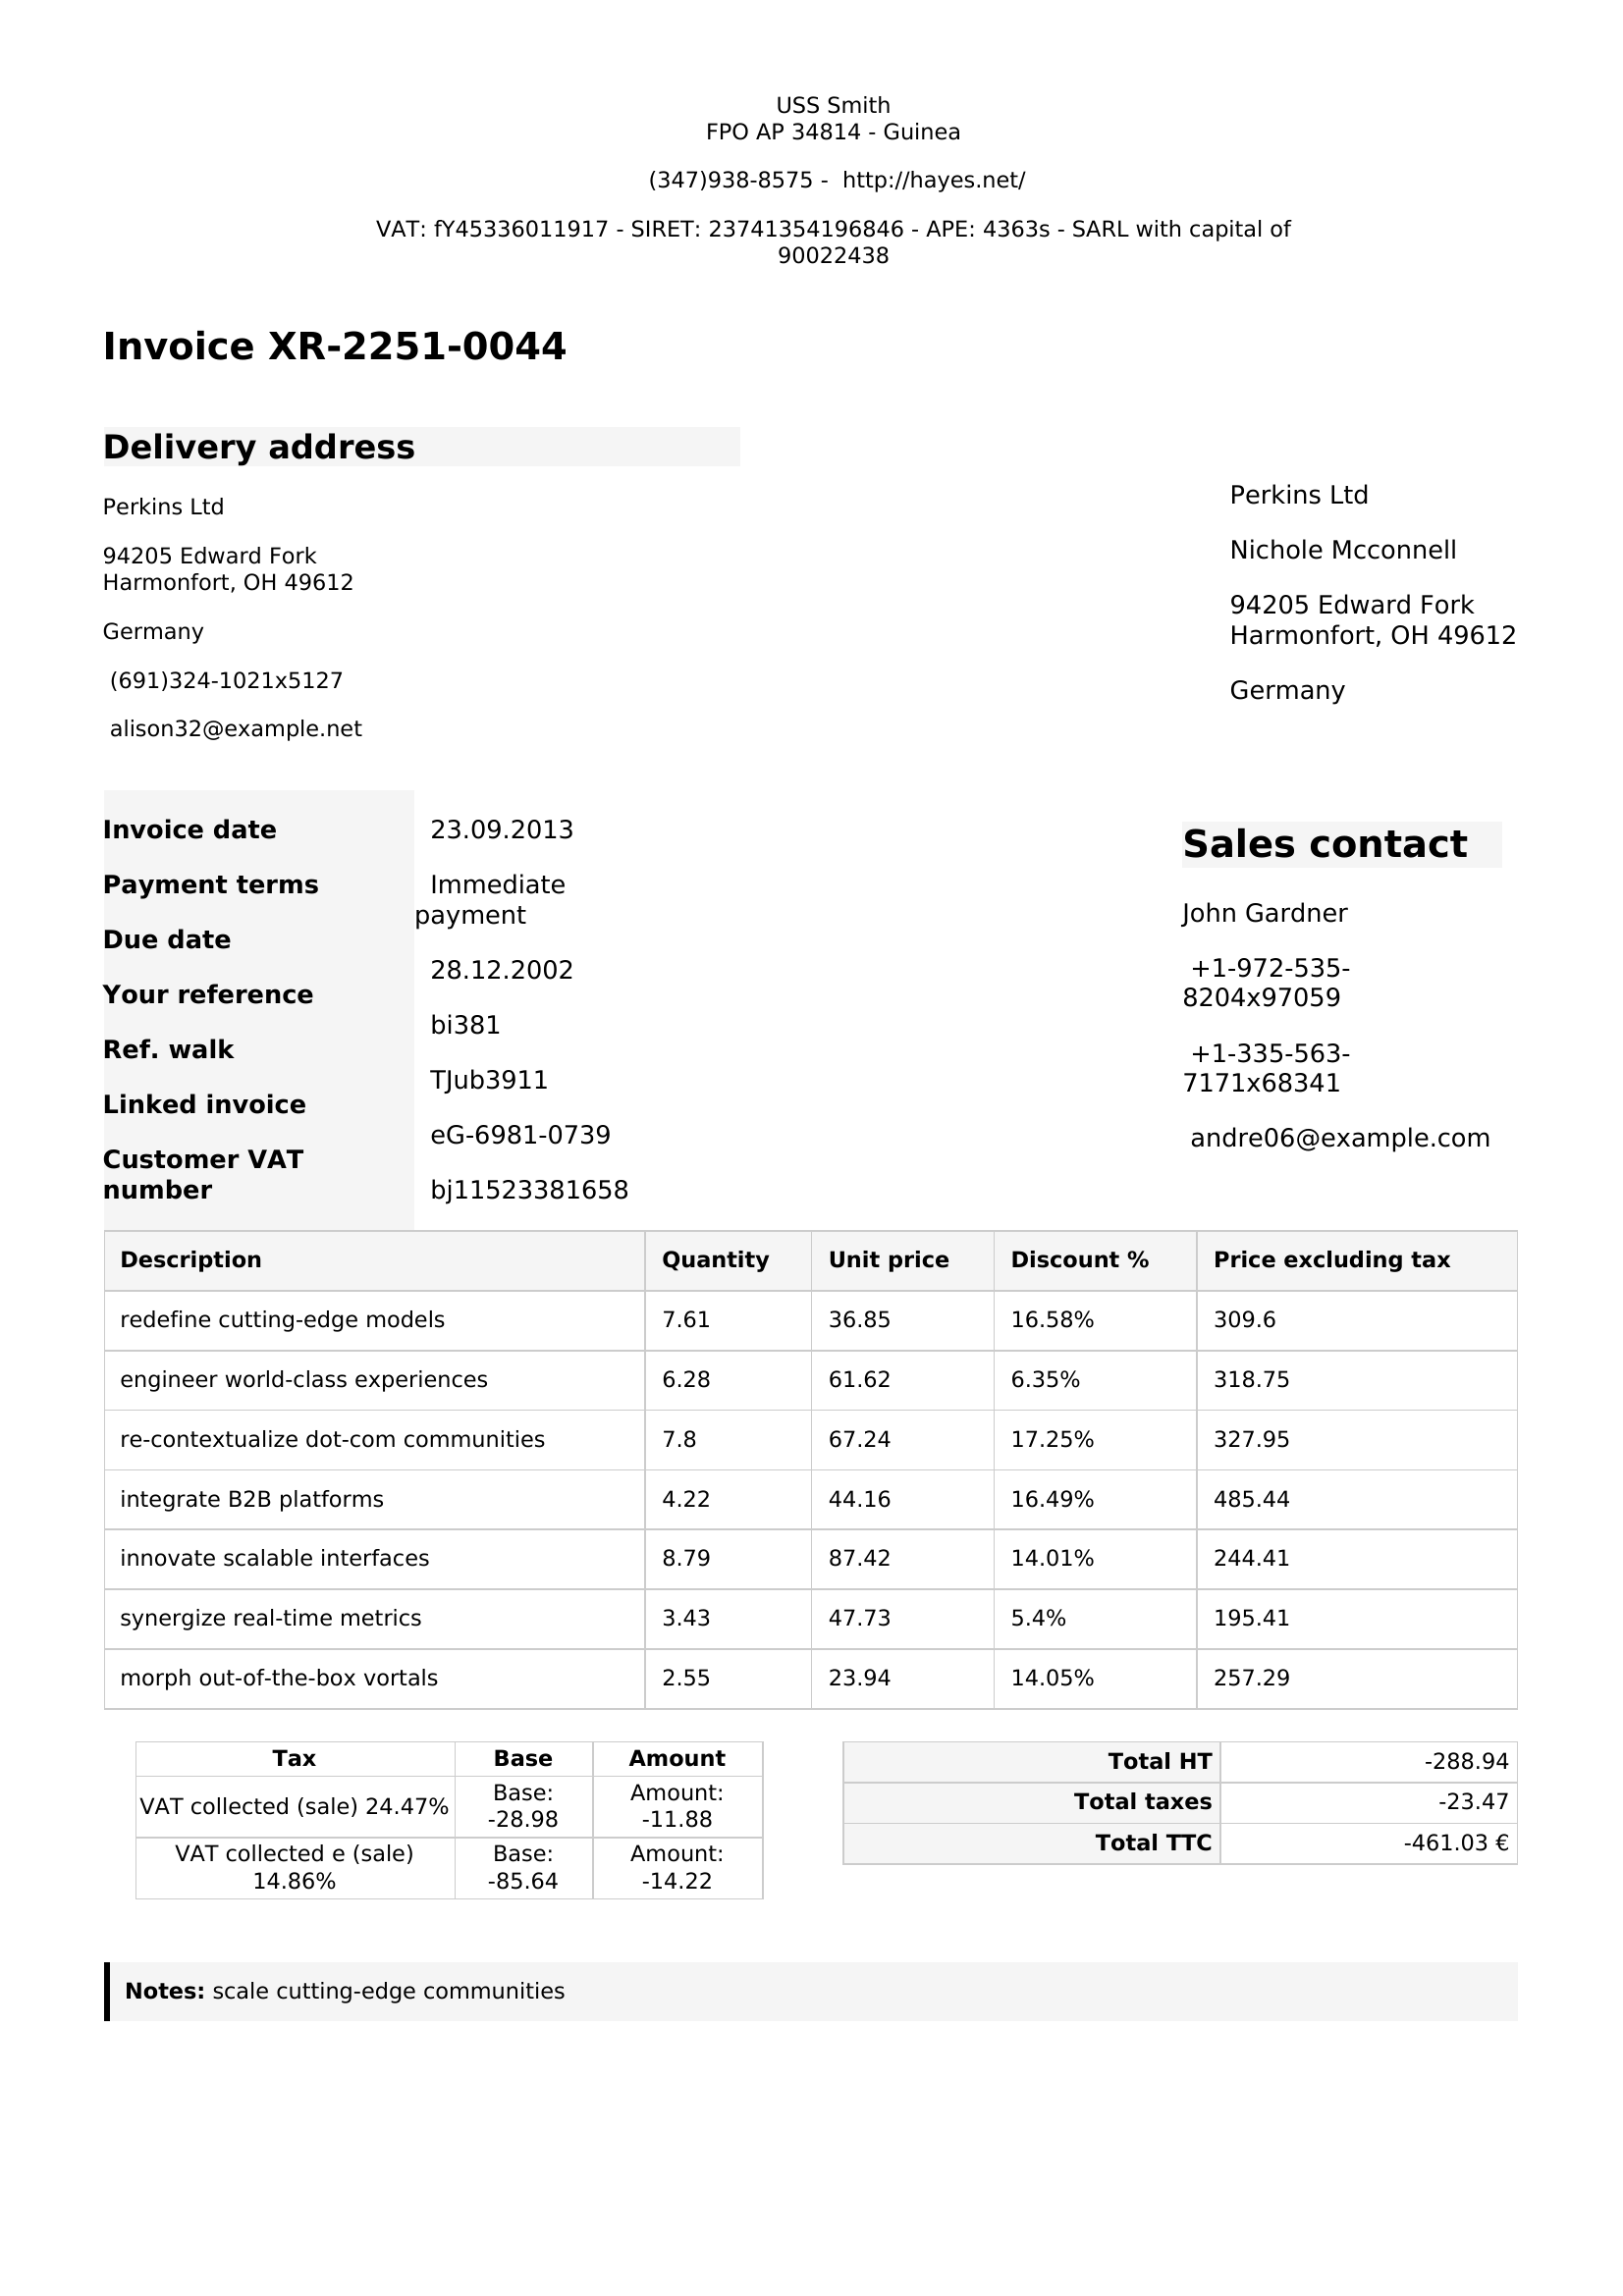 USS Smith
FPO AP 34814 - Guinea
(347)938-8575 -  http://hayes.net/
VAT: fY45336011917 - SIRET: 23741354196846 - APE: 4363s - SARL with capital of
90022438
Invoice XR-2251-0044
Delivery address
Perkins Ltd
94205 Edward Fork
Harmonfort, OH 49612
Germany
(691)324-1021x5127
alison32@example.net
Perkins Ltd
Nichole Mcconnell
94205 Edward Fork
Harmonfort, OH 49612
Germany
Invoice date
Payment terms
Due date
Your reference
Ref. walk
Linked invoice
Customer VAT
number
23.09.2013
Immediate
payment
28.12.2002
bi381
TJub3911
eG-6981-0739
bj11523381658
Sales contact
John Gardner
+1-972-535-
8204x97059
+1-335-563-
7171x68341
andre06@example.com
Description Quantity Unit price Discount % Price excluding tax
redefine cutting-edge models 7.61 36.85 16.58% 309.6
engineer world-class experiences 6.28 61.62 6.35% 318.75
re-contextualize dot-com communities 7.8 67.24 17.25% 327.95
integrate B2B platforms 4.22 44.16 16.49% 485.44
innovate scalable interfaces 8.79 87.42 14.01% 244.41
synergize real-time metrics 3.43 47.73 5.4% 195.41
morph out-of-the-box vortals 2.55 23.94 14.05% 257.29
Tax Base Amount
VAT collected (sale) 24.47% Base: -28.98 Amount: -11.88
VAT collected e (sale) 14.86% Base: -85.64 Amount: -14.22
Total HT -288.94
Total taxes -23.47
Total TTC -461.03 €
Notes: scale cutting-edge communities